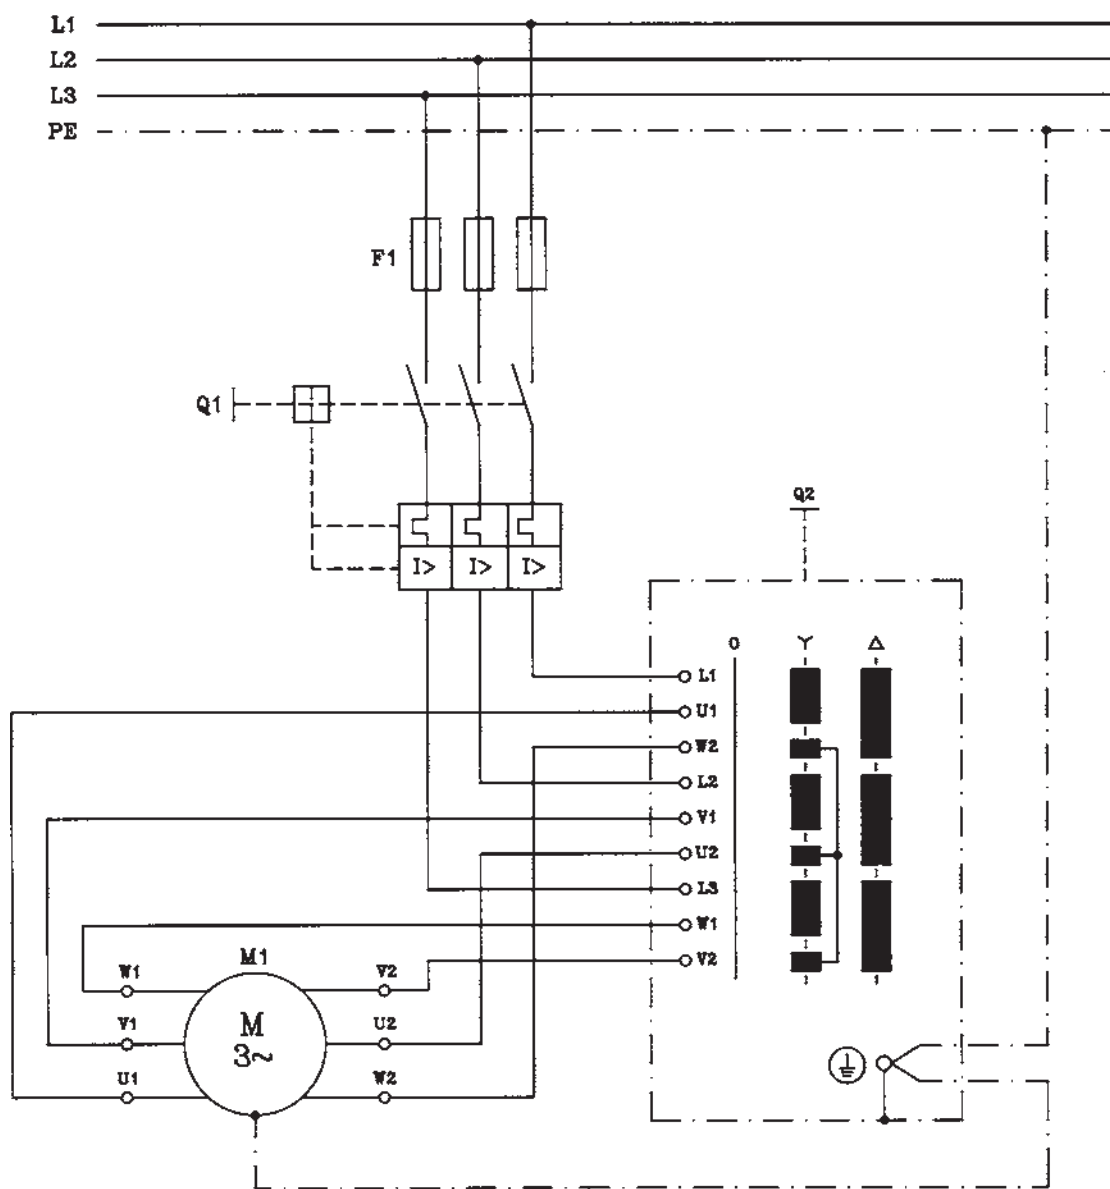 L1
L2
L3
PE
F1
Q1
I> I> I>
Q2
0 Y Δ
L1
U1
W2
L2
V1
U2
L3
W1
V2
M1
W1 V2
V1 M U2
3~
U1 W2